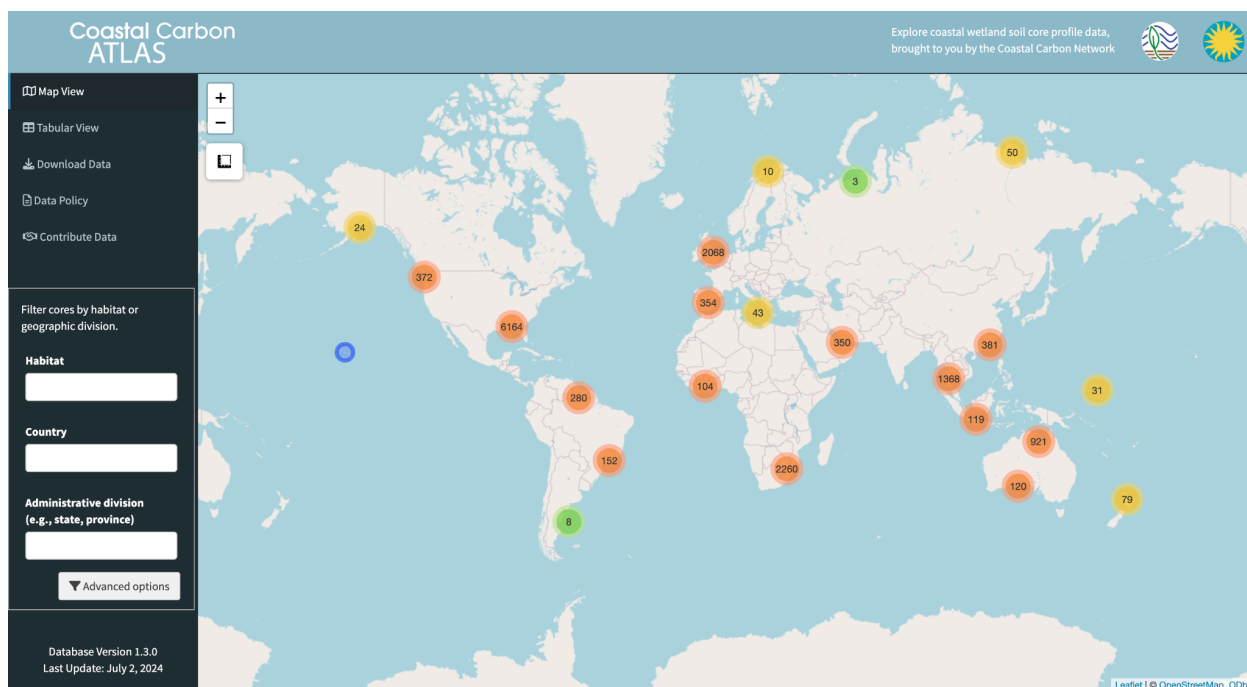 Coastal Carbon
ATLAS
Explore coastal wetland soil core profile data,
brought to you by the Coastal Carbon Network
Map View
Tabular View
Download Data
Data Policy
Contribute Data
Filter cores by habitat or
geographic division.
Habitat
Country
Administrative division
(e.g., state, province)
Advanced options
Database Version 1.3.0
Last Update: July 2, 2024
+
−
50
10
3
24
2068
372
354
43
6164
350
381
1368
104
31
280
119
921
152
2260
120
79
8
Leaflet | © OpenStreetMap, ODb